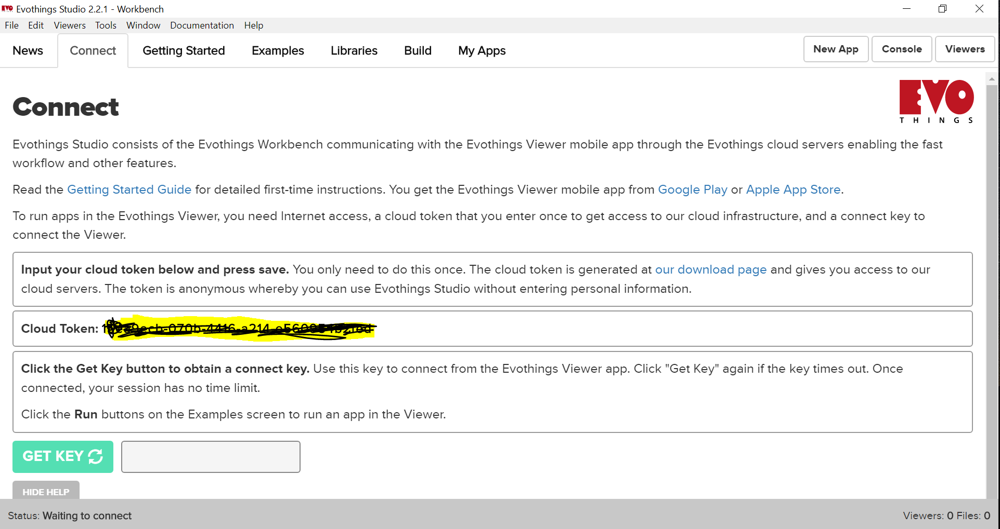 EVO THINGS Evothings Studio 2.2.1 - Workbench
File Edit Viewers Tools Window Documentation Help
News Connect Getting Started Examples Libraries Build My Apps New App Console Viewers
EVO
THINGS
Connect
Evothings Studio consists of the Evothings Workbench communicating with the Evothings Viewer mobile app through the Evothings cloud servers enabling the fast
workflow and other features.
Read the Getting Started Guide for detailed first-time instructions. You get the Evothings Viewer mobile app from Google Play or Apple App Store.
To run apps in the Evothings Viewer, you need Internet access, a cloud token that you enter once to get access to our cloud infrastructure, and a connect key to
connect the Viewer.
Input your cloud token below and press save. You only need to do this once. The cloud token is generated at our download page and gives you access to our
cloud servers. The token is anonymous whereby you can use Evothings Studio without entering personal information.
Cloud Token:
Click the Get Key button to obtain a connect key. Use this key to connect from the Evothings Viewer app. Click "Get Key" again if the key times out. Once
connected, your session has no time limit.
Click the Run buttons on the Examples screen to run an app in the Viewer.
GET KEY
HIDE HELP
Status: Waiting to connect Viewers: 0 Files: 0